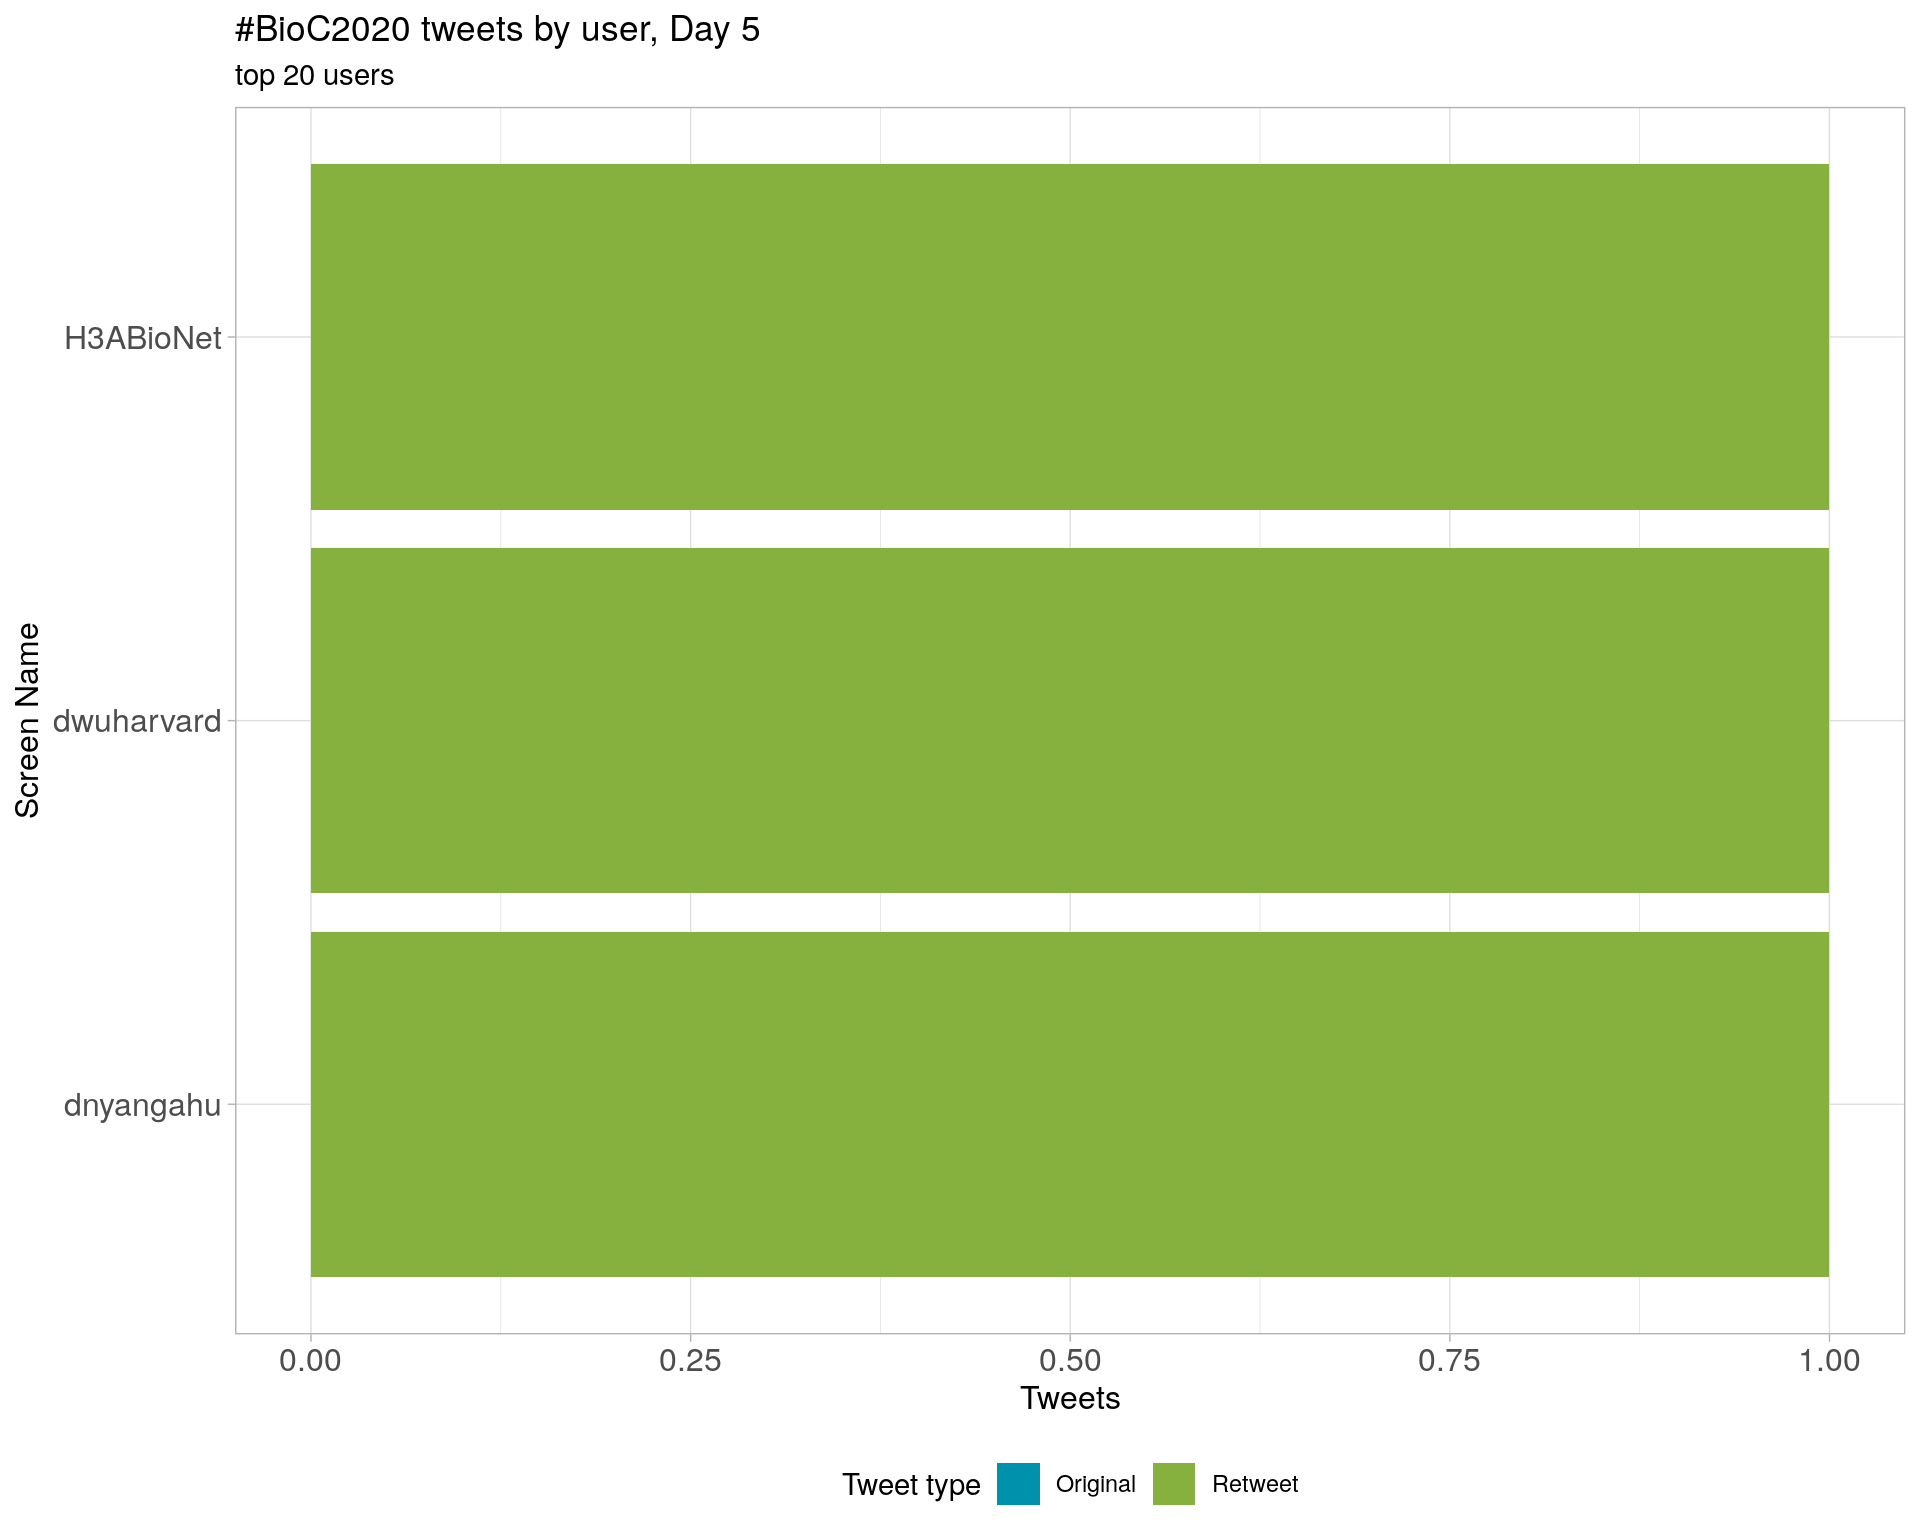 #BioC2020 tweets by user, Day 5
top 20 users
Screen Name
H3ABioNet
dwuharvard
dnyangahu
0.00 0.25 0.50 0.75 1.00
Tweets
Tweet type Original Retweet